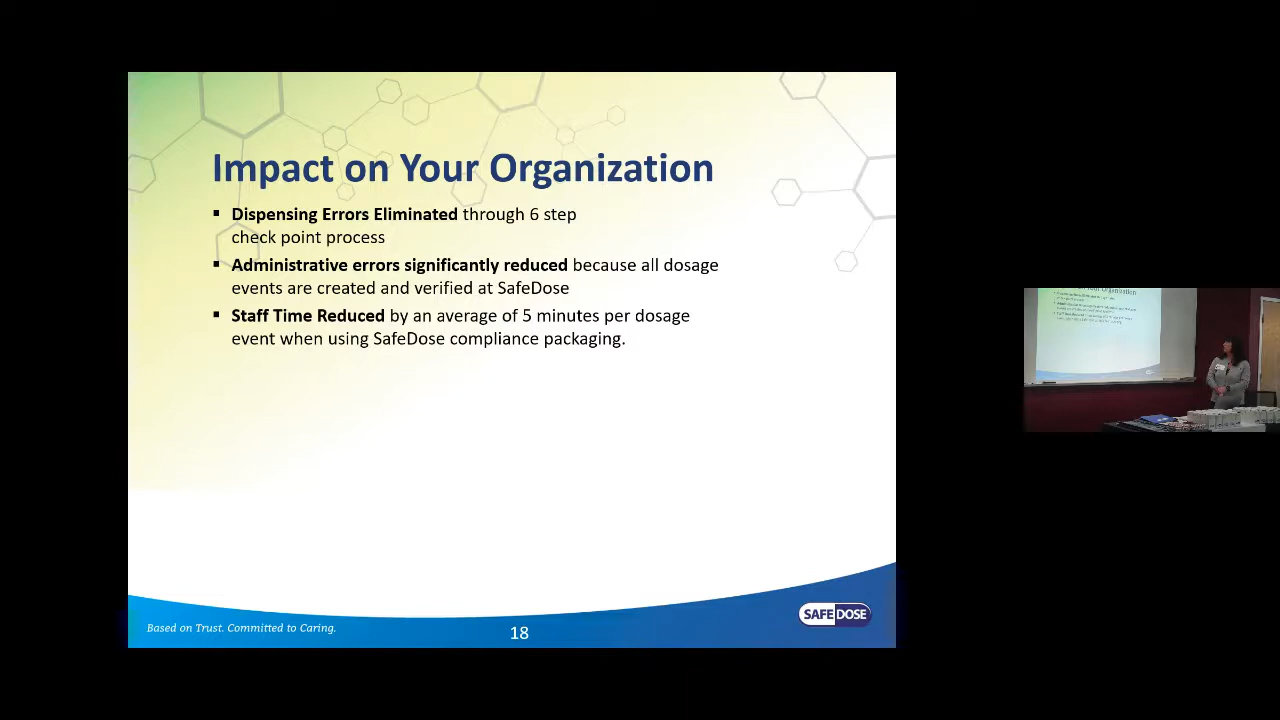 Impact on Your Organization
▪ Dispensing Errors Eliminated through 6 step
check point process
▪ Administrative errors significantly reduced because all dosage
events are created and verified at SafeDose
▪ Staff Time Reduced by an average of 5 minutes per dosage
event when using SafeDose compliance packaging.
Based on Trust. Committed to Caring.
18
SAFEDOSE